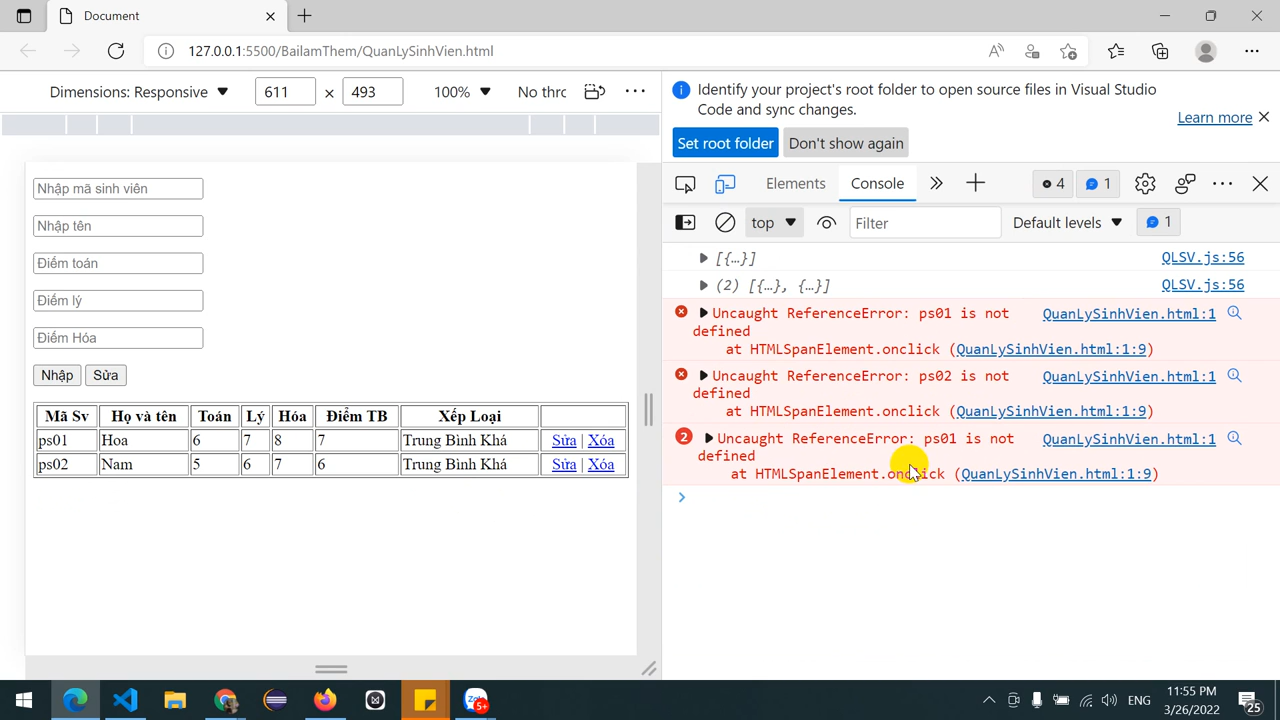 Document
127.0.0.1:5500/BailamThem/QuanLySinhVien.html
Dimensions: Responsive 611 × 493 100% No thrc
Nhập mã sinh viên
Nhập tên
Điểm toán
Điểm lý
Điểm Hóa
Nhập Sửa
Mã Sv Họ và tên Toán Lý Hóa Điểm TB Xếp Loại
ps01 Hoa 6 7 8 7 Trung Bình Khá Sửa | Xóa
ps02 Nam 5 6 7 6 Trung Bình Khá Sửa | Xóa
Identify your project's root folder to open source files in Visual Studio
Code and sync changes.
Learn more
Set root folder Don't show again
Elements Console 4 1
top Filter Default levels 1
[{…}] QLSV.js:56
(2) [{…}, {…}] QLSV.js:56
Uncaught ReferenceError: ps01 is not QuanLySinhVien.html:1
defined
at HTMLSpanElement.onclick (QuanLySinhVien.html:1:9)
Uncaught ReferenceError: ps02 is not QuanLySinhVien.html:1
defined
at HTMLSpanElement.onclick (QuanLySinhVien.html:1:9)
2 Uncaught ReferenceError: ps01 is not QuanLySinhVien.html:1
defined
at HTMLSpanElement.onclick (QuanLySinhVien.html:1:9)
5+ ENG 11:55 PM
3/26/2022 25